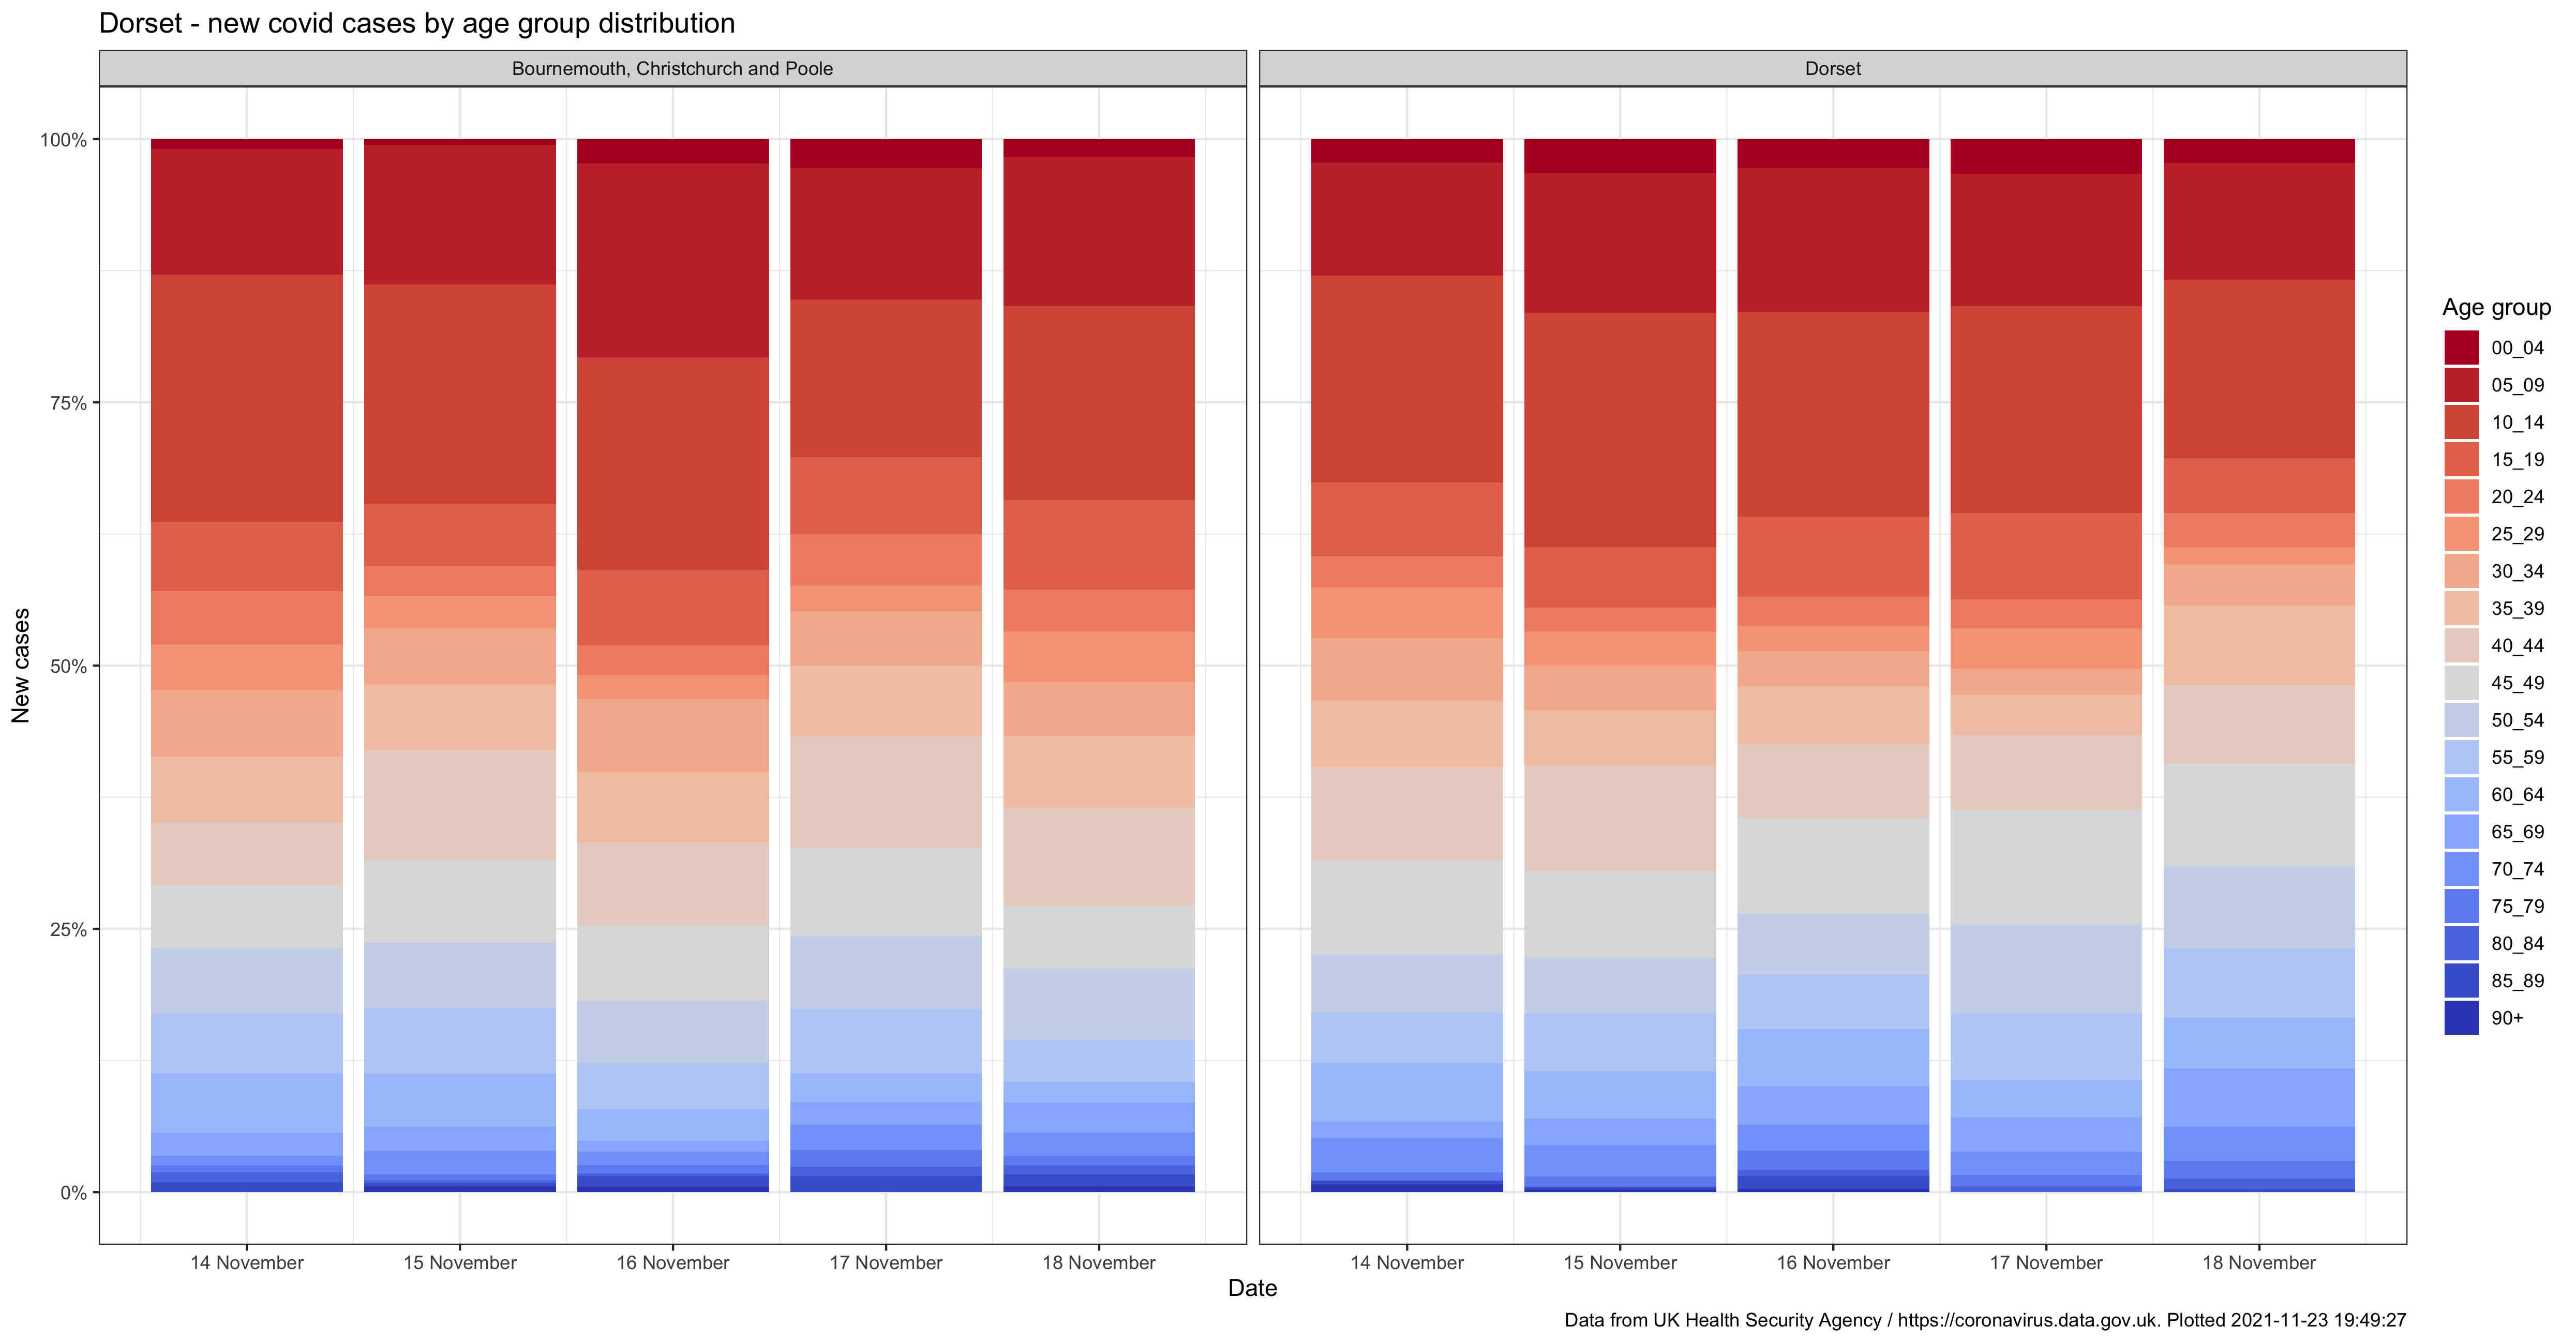 Dorset - new covid cases by age group distribution
Bournemouth, Christchurch and Poole
Dorset
100%
75%
50%
25%
0%
New cases
14 November
15 November
16 November
17 November
18 November
14 November
15 November
16 November
17 November
18 November
Date
Age group
00_04
05_09
10_14
15_19
20_24
25_29
30_34
35_39
40_44
45_49
50_54
55_59
60_64
65_69
70_74
75_79
80_84
85_89
90+
Data from UK Health Security Agency / https://coronavirus.data.gov.uk. Plotted 2021-11-23 19:49:27